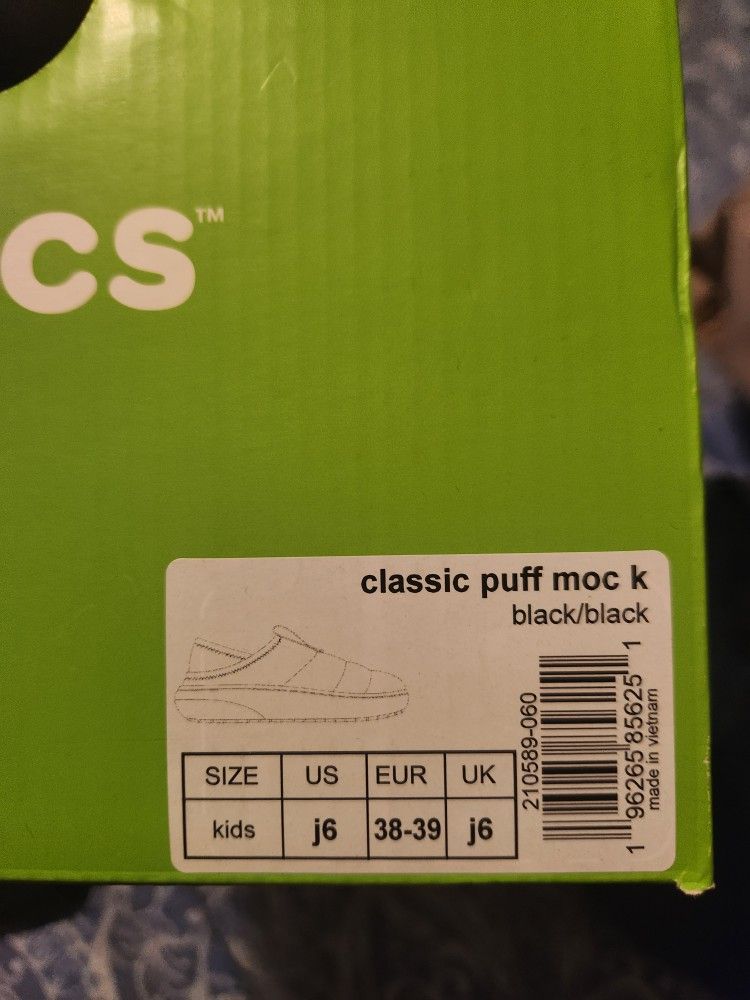 cs™
classic puff moc k
black/black
SIZE US EUR UK
kids j6 38-39 j6
210589-060
1 96265 85625 1
made in vietnam